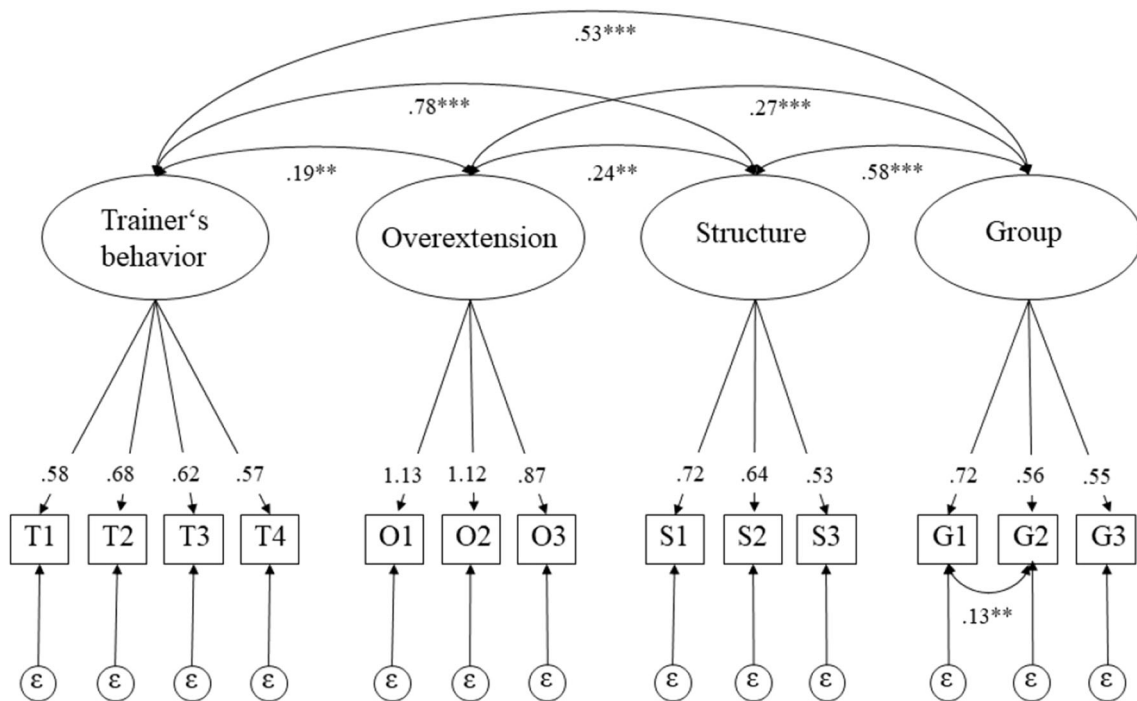 .53***
.78***
.27***
.19**
.24**
.58***
Trainer‘s
behavior
Overextension
Structure
Group
.58 .68 .62 .57 1.13 1.12 .87 .72 .64 .53 .72 .56 .55
T1 T2 T3 T4 O1 O2 O3 S1 S2 S3 G1 G2 G3
.13**
ε ε ε ε ε ε ε ε ε ε ε ε ε